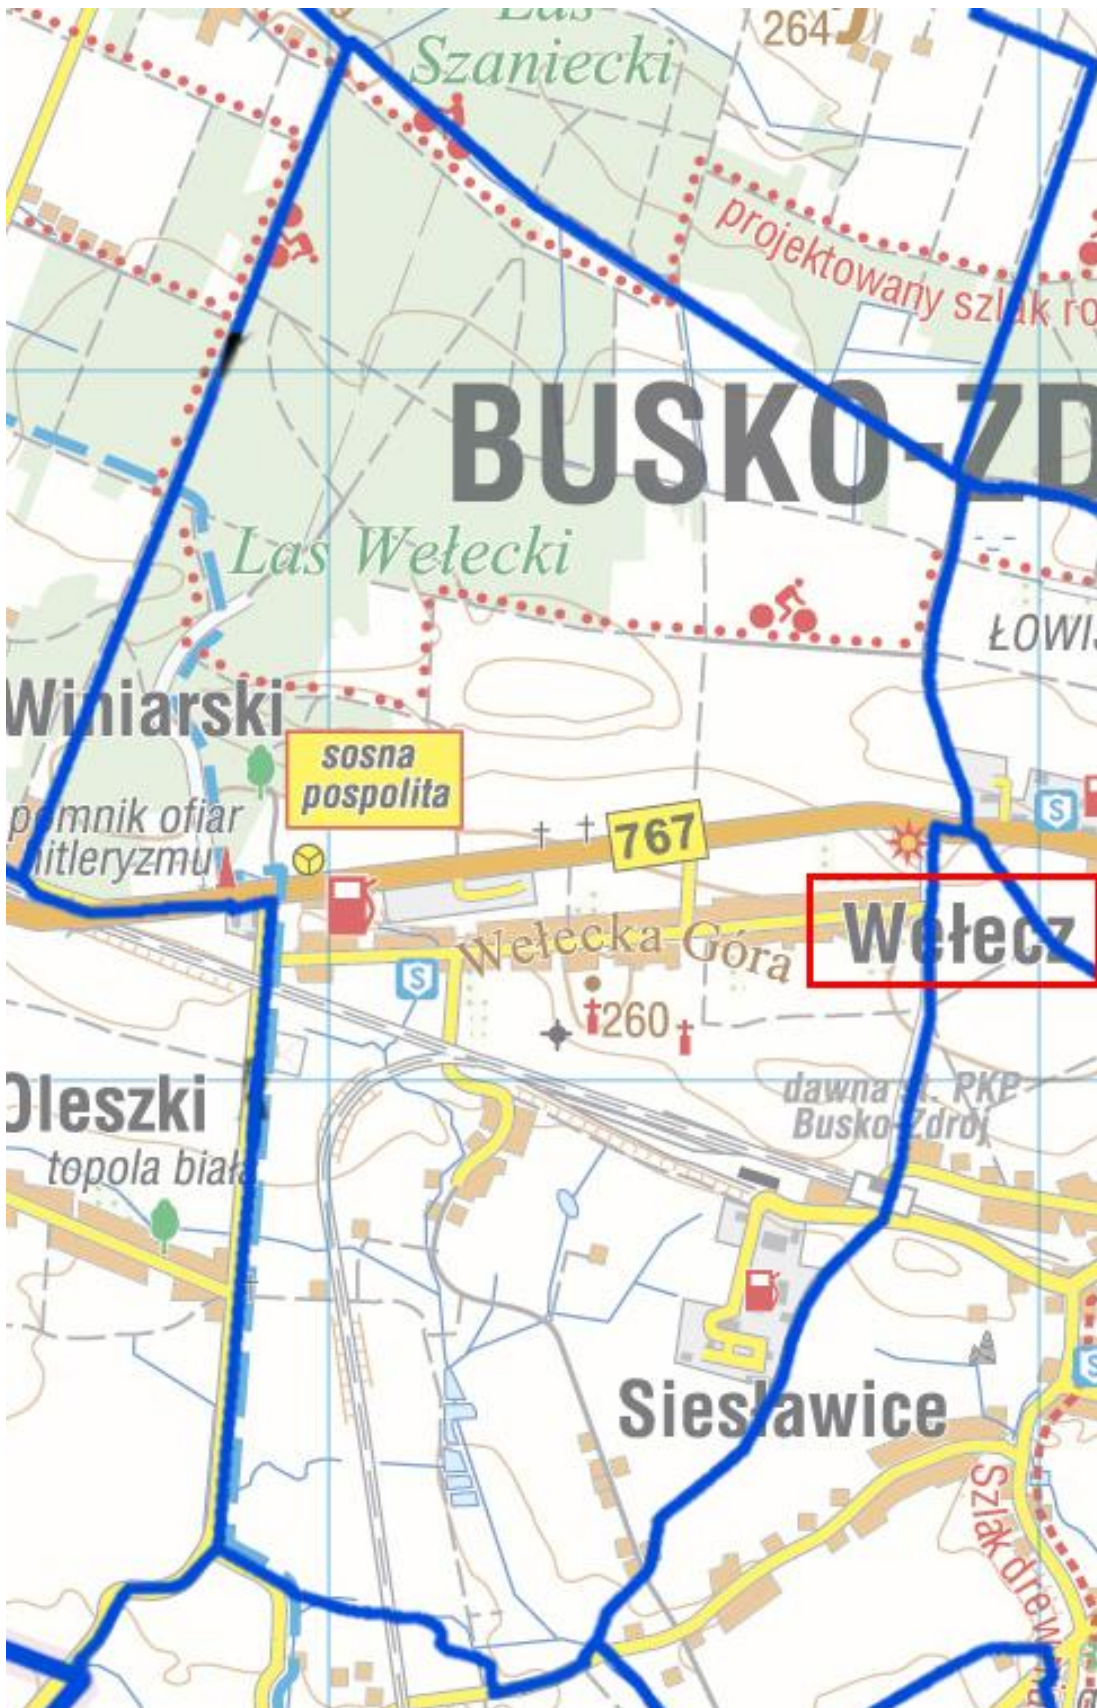 Las
Szaniecki
264
projektowany szlak ro
BUSKO-ZD
Las Wełecki
ŁOWI
Winiarski
sosna
pospolita
pomnik ofiar
hitleryzmu
767
S
Wełecz
Wełecka Góra
S
260
Oleszki
topola biała
dawna st. PKP
Busko-Zdrój
S
Siesławice
Szlak drewni